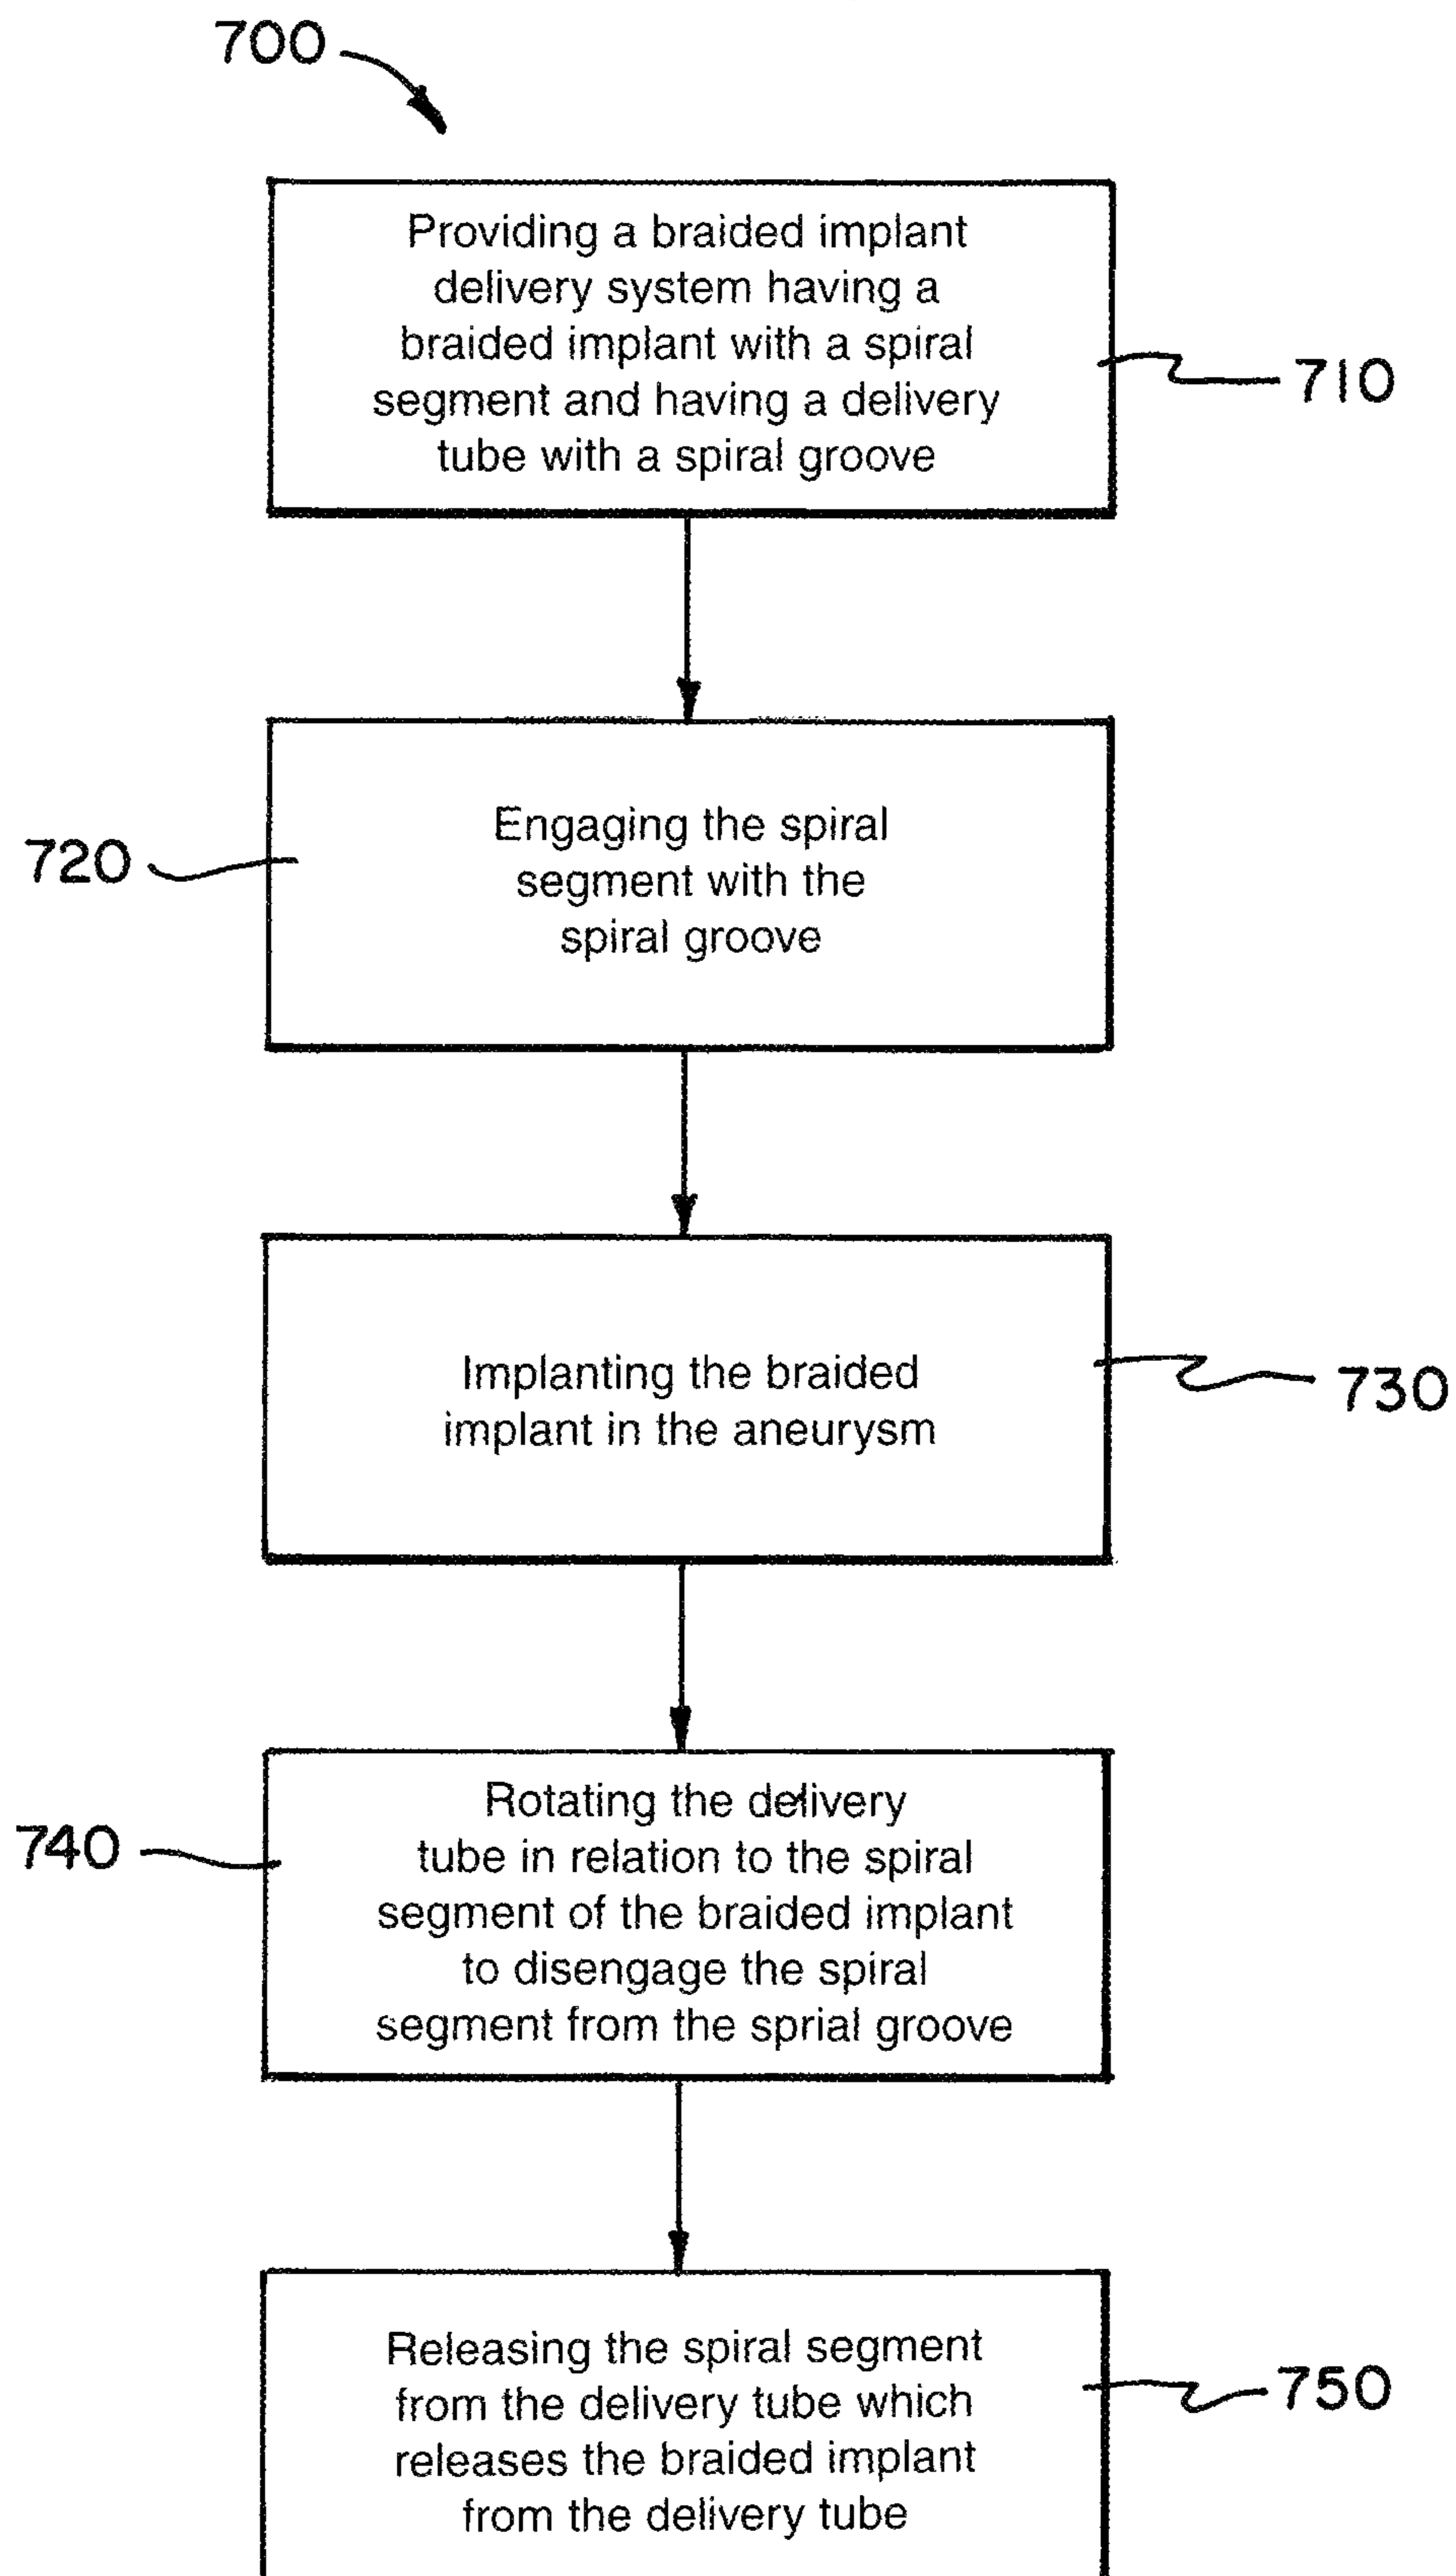 700
Providing a braided implant
delivery system having a
braided implant with a spiral
segment and having a delivery
tube with a spiral groove
710
Engaging the spiral
segment with the
spiral groove
720
Implanting the braided
implant in the aneurysm
730
Rotating the delivery
tube in relation to the spiral
segment of the braided implant
to disengage the spiral
segment from the sprial groove
740
Releasing the spiral segment
from the delivery tube which
releases the braided implant
from the delivery tube
750